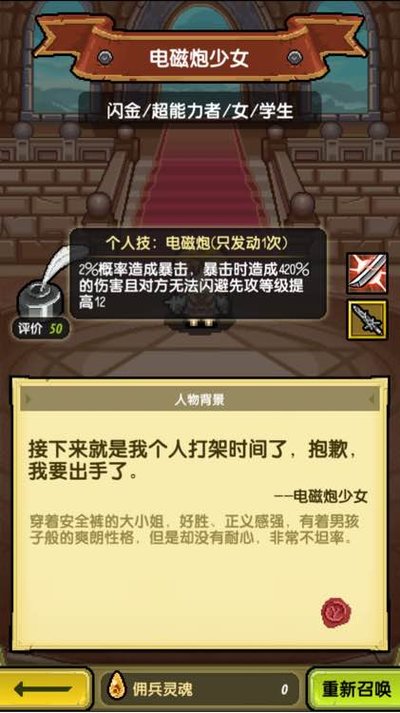 电磁炮少女
闪金/超能力者/女/学生
个人技：电磁炮(只发动1次)
2%概率造成暴击，暴击时造成420%
的伤害且对方无法闪避先攻等级提
高12
评价 50
人物背景
接下来就是我个人打架时间了，抱歉，
我要出手了。
--电磁炮少女
穿着安全裤的大小姐，好胜、正义感强，有着男孩
子般的爽朗性格，但是却没有耐心，非常不坦率。
佣兵灵魂
0
重新召唤